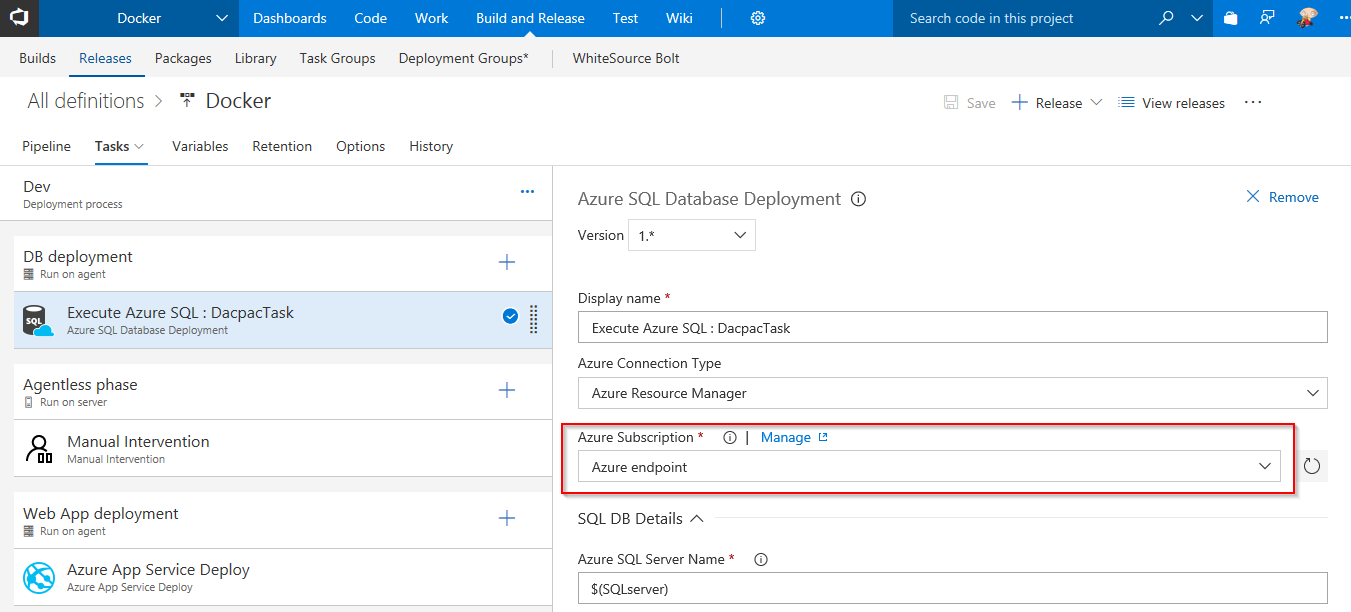 Docker
Dashboards Code Work Build and Release Test Wiki
Search code in this project
Builds Releases Packages Library Task Groups Deployment Groups* WhiteSource Bolt
All definitions Docker
Save Release View releases
Pipeline Tasks Variables Retention Options History
Dev
Deployment process
DB deployment
Run on agent
SQL
Execute Azure SQL : DacpacTask
Azure SQL Database Deployment
Agentless phase
Run on server
Manual Intervention
Manual Intervention
Web App deployment
Run on agent
Azure App Service Deploy
Azure App Service Deploy
Azure SQL Database Deployment
Remove
Version 1.*
Display name *
Execute Azure SQL : DacpacTask
Azure Connection Type
Azure Resource Manager
Azure Subscription * | Manage
Azure endpoint
SQL DB Details
Azure SQL Server Name *
$(SQLserver)